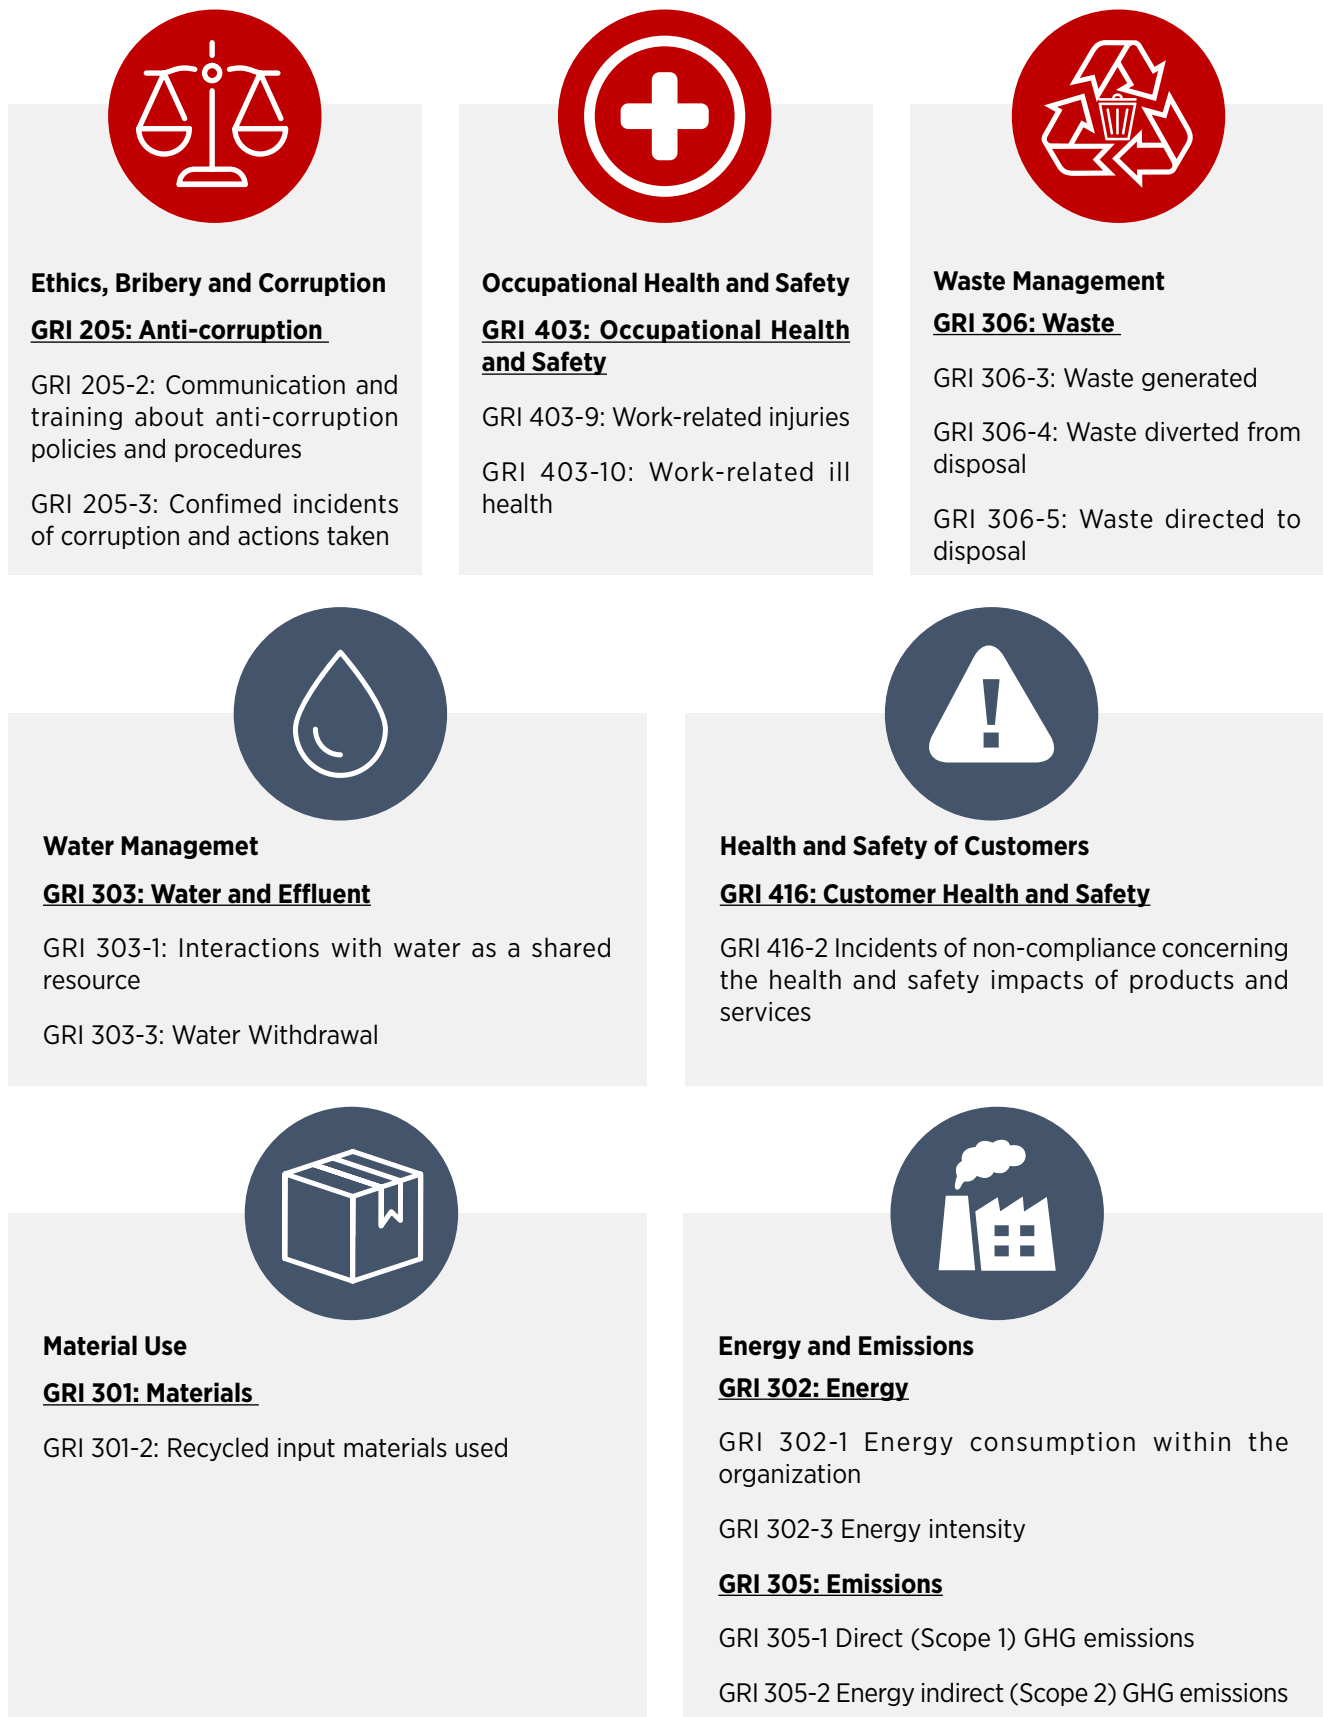 Ethics, Bribery and Corruption
GRI 205: Anti-corruption
GRI 205-2: Communication and
training about anti-corruption
policies and procedures
GRI 205-3: Confimed incidents
of corruption and actions taken
Occupational Health and Safety
GRI 403: Occupational Health
and Safety
GRI 403-9: Work-related injuries
GRI 403-10: Work-related ill
health
Waste Management
GRI 306: Waste
GRI 306-3: Waste generated
GRI 306-4: Waste diverted from
disposal
GRI 306-5: Waste directed to
disposal
Water Managemet
GRI 303: Water and Effluent
GRI 303-1: Interactions with water as a shared
resource
GRI 303-3: Water Withdrawal
Health and Safety of Customers
GRI 416: Customer Health and Safety
GRI 416-2 Incidents of non-compliance concerning
the health and safety impacts of products and
services
Material Use
GRI 301: Materials
GRI 301-2: Recycled input materials used
Energy and Emissions
GRI 302: Energy
GRI 302-1 Energy consumption within the
organization
GRI 302-3 Energy intensity
GRI 305: Emissions
GRI 305-1 Direct (Scope 1) GHG emissions
GRI 305-2 Energy indirect (Scope 2) GHG emissions